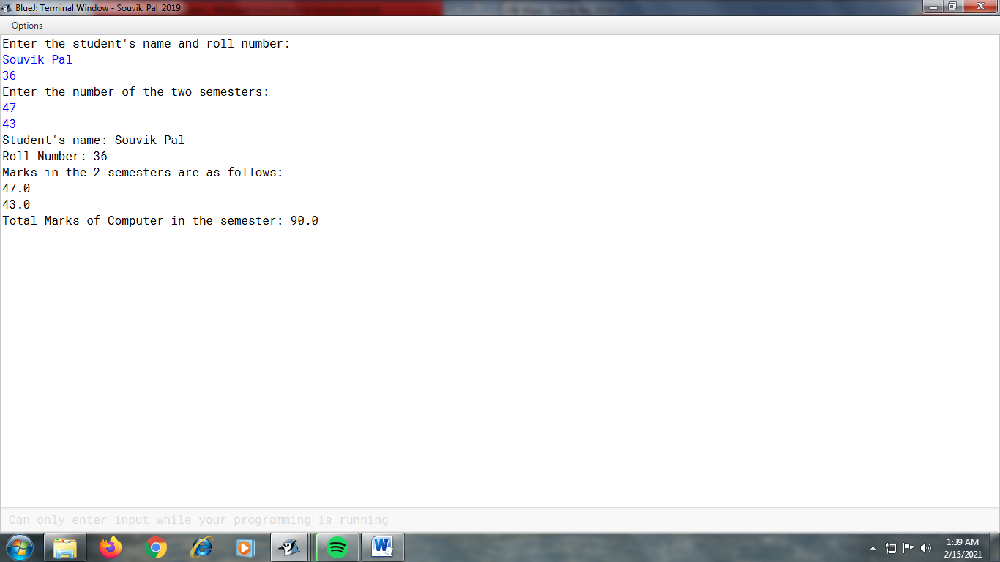 BlueJ: Terminal Window - Souvik_Pal_2019
Options
Enter the student's name and roll number:
Souvik Pal
36
Enter the number of the two semesters:
47
43
Student's name: Souvik Pal
Roll Number: 36
Marks in the 2 semesters are as follows:
47.0
43.0
Total Marks of Computer in the semester: 90.0
Can only enter input while your programming is running
1:39 AM
2/15/2021